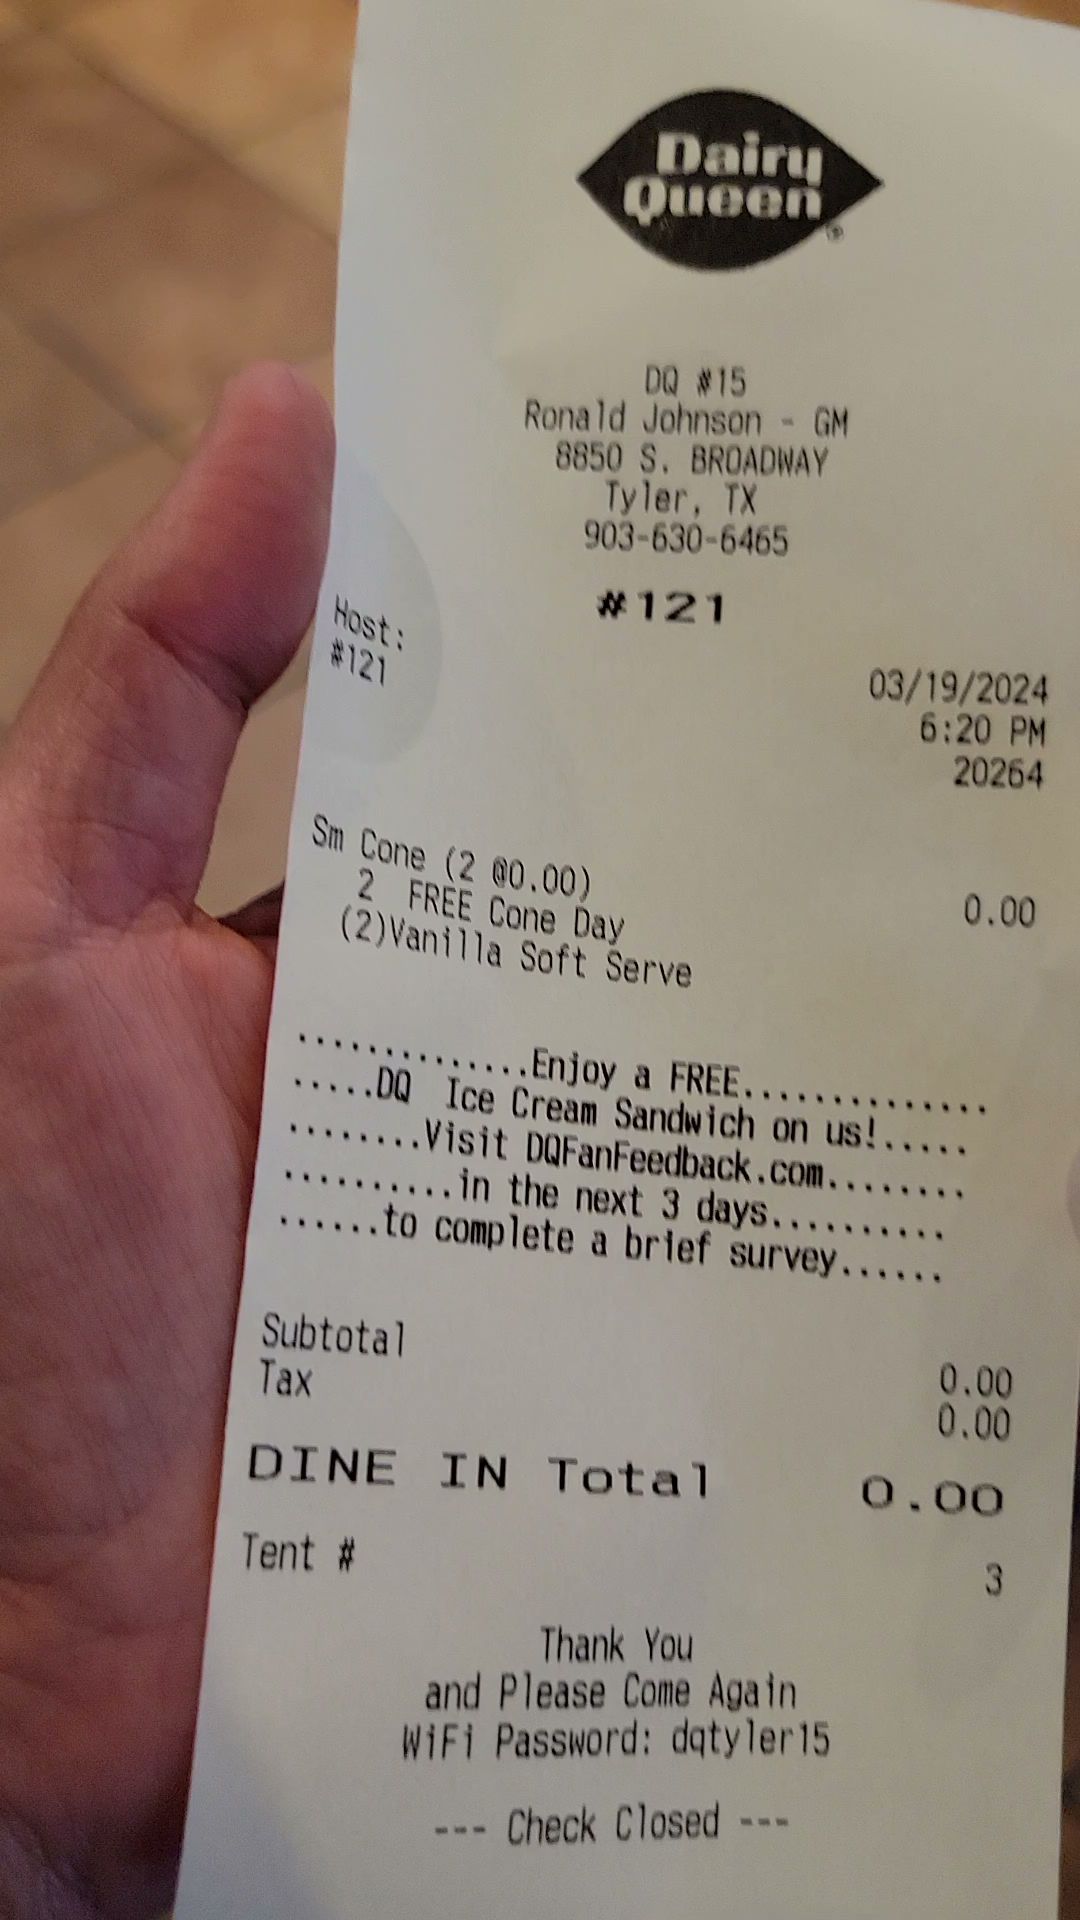 Dairy
Queen
®
DQ #15
Ronald Johnson - GM
8850 S. BROADWAY
Tyler, TX
903-630-6465
#121
Host:
#121
03/19/2024
6:20 PM
20264
Sm Cone (2 @0.00) 0.00
2 FREE Cone Day
(2)Vanilla Soft Serve
..............Enjoy a FREE..............
.....DQ Ice Cream Sandwich on us!.....
........Visit DQFanFeedback.com........
..........in the next 3 days..........
......to complete a brief survey......
Subtotal 0.00
Tax 0.00
DINE IN Total 0.00
Tent # 3
Thank You
and Please Come Again
WiFi Password: dqtyler15
--- Check Closed ---